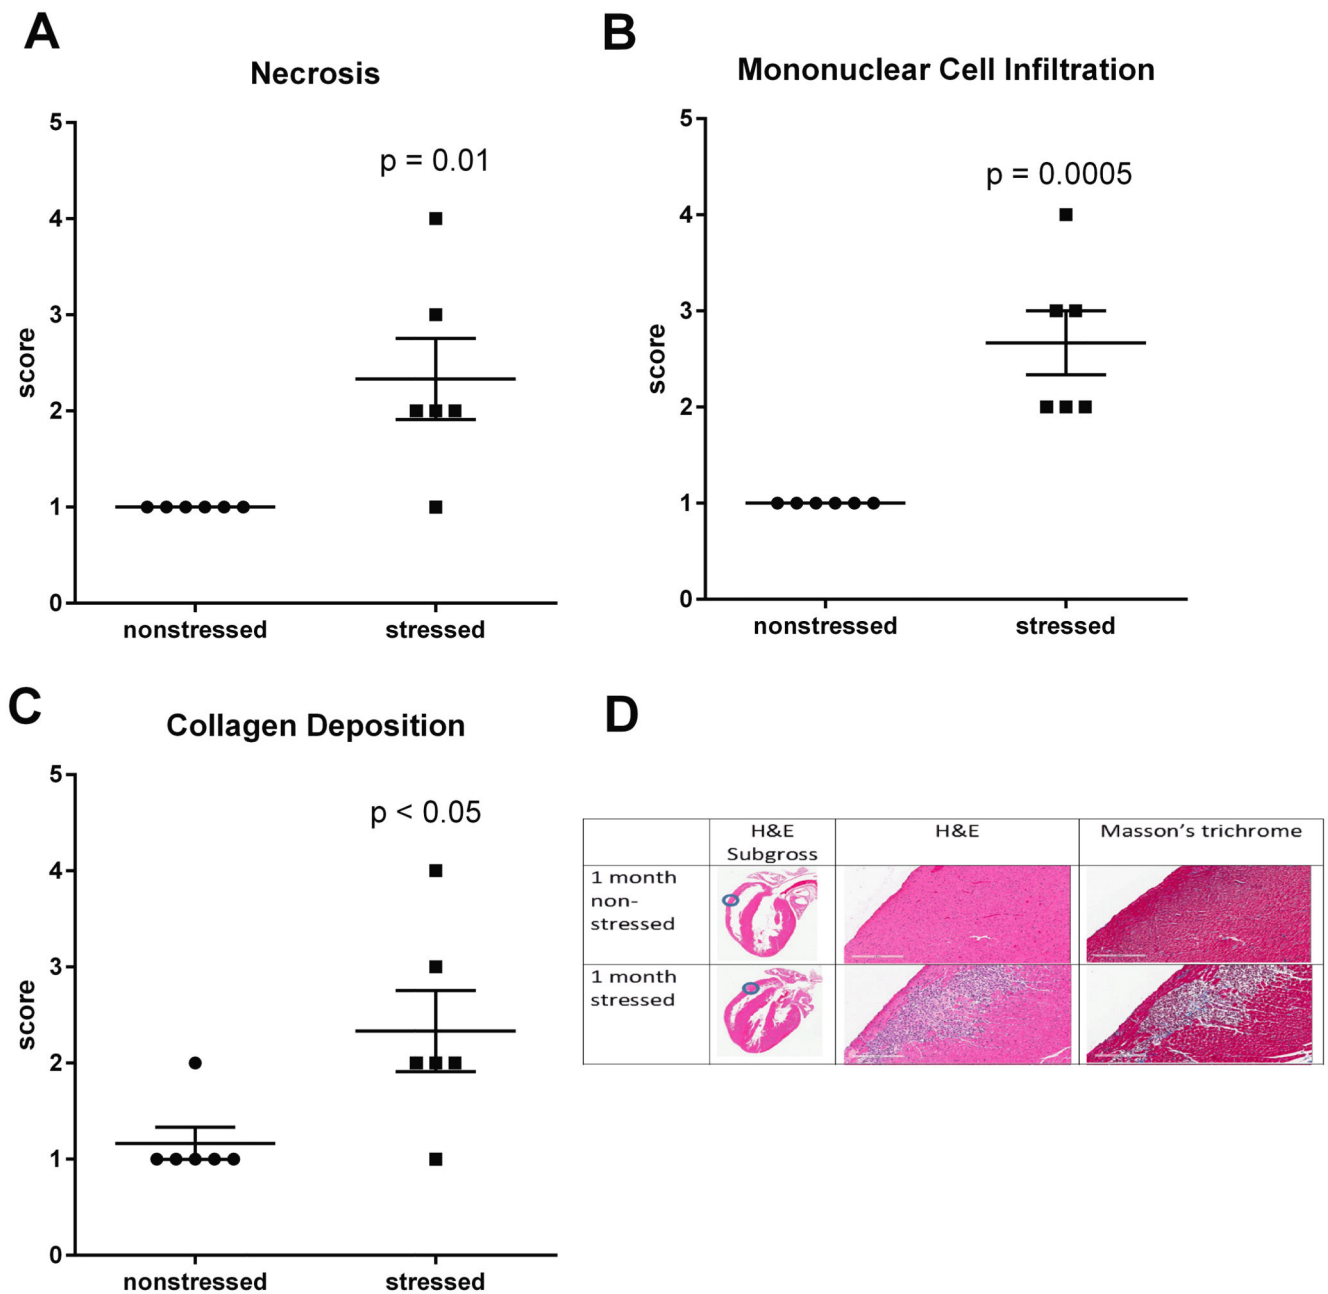 A
Necrosis
p = 0.01
score
5
4
3
2
1
0
nonstressed
stressed
B
Mononuclear Cell Infiltration
p = 0.0005
score
5
4
3
2
1
0
nonstressed
stressed
C
Collagen Deposition
p < 0.05
score
5
4
3
2
1
0
nonstressed
stressed
D
H&E
Subgross
H&E
Masson's trichrome
1 month
non-
stressed
1 month
stressed